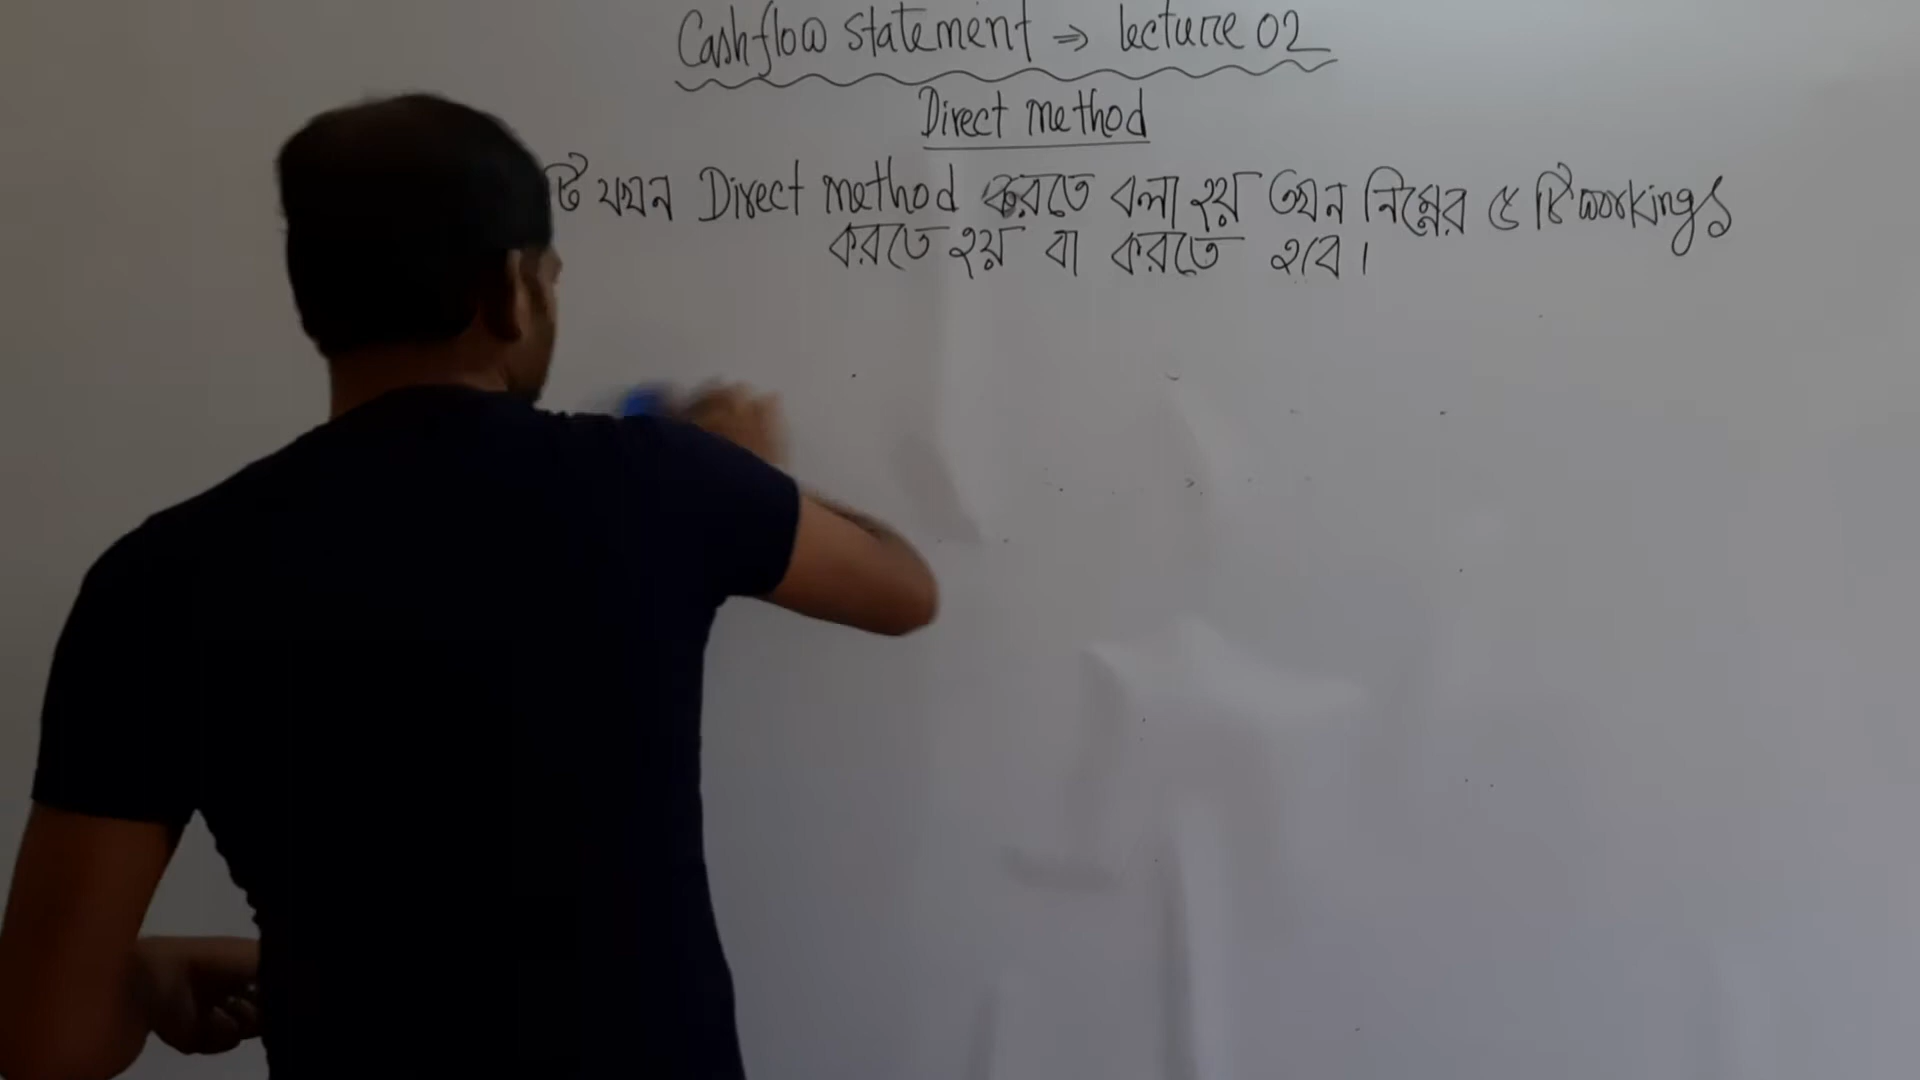 Cashflow statement ⇒ lecture 02
Direct method
টি যখন Direct method করতে বলা হয় তখন নিম্নের ৫ টি workings
করতে হয় বা করতে হবে।